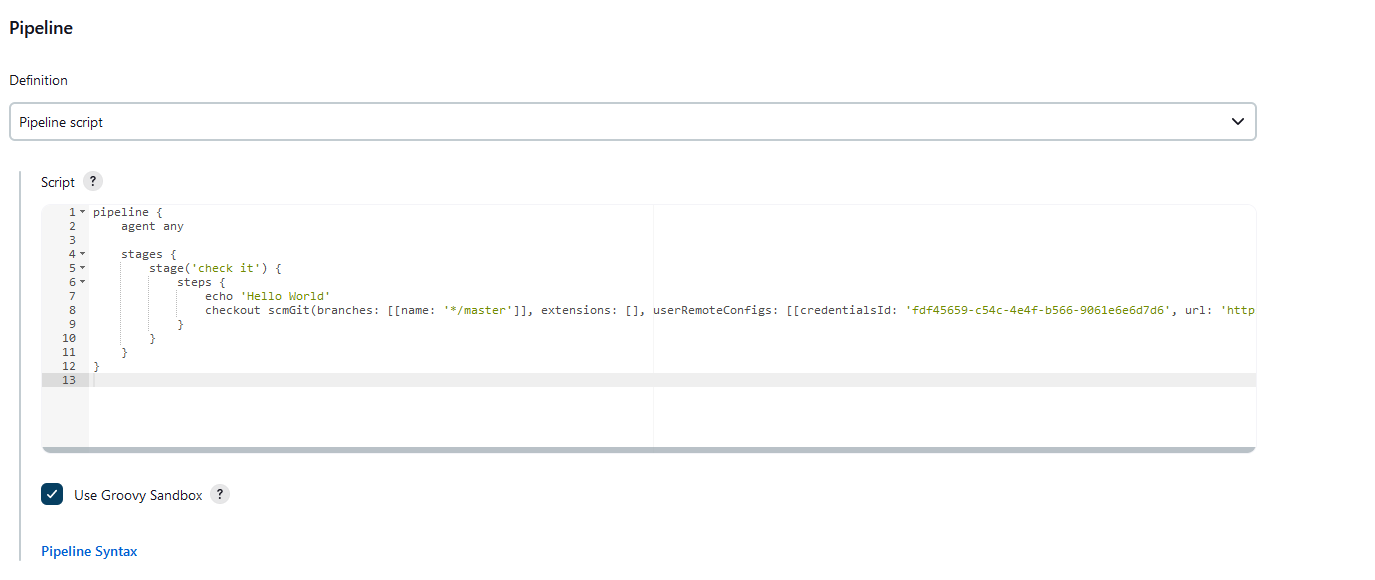 Pipeline
Definition
Pipeline script
Script ?
1 pipeline {
2     agent any
3
4     stages {
5         stage('check it') {
6             steps {
7                 echo 'Hello World'
8                 checkout scmGit(branches: [[name: '*/master']], extensions: [], userRemoteConfigs: [[credentialsId: 'fdf45659-c54c-4e4f-b566-9061e6e6d7d6', url: 'http
9             }
10         }
11     }
12 }
13
Use Groovy Sandbox ?
Pipeline Syntax